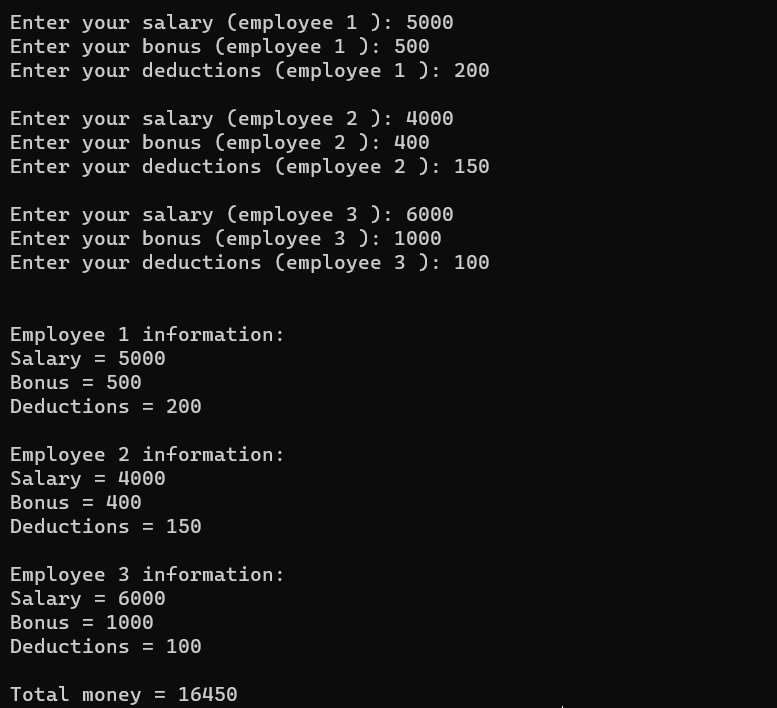 Enter your salary (employee 1 ): 5000
Enter your bonus (employee 1 ): 500
Enter your deductions (employee 1 ): 200
Enter your salary (employee 2 ): 4000
Enter your bonus (employee 2 ): 400
Enter your deductions (employee 2 ): 150
Enter your salary (employee 3 ): 6000
Enter your bonus (employee 3 ): 1000
Enter your deductions (employee 3 ): 100
Employee 1 information:
Salary = 5000
Bonus = 500
Deductions = 200
Employee 2 information:
Salary = 4000
Bonus = 400
Deductions = 150
Employee 3 information:
Salary = 6000
Bonus = 1000
Deductions = 100
Total money = 16450